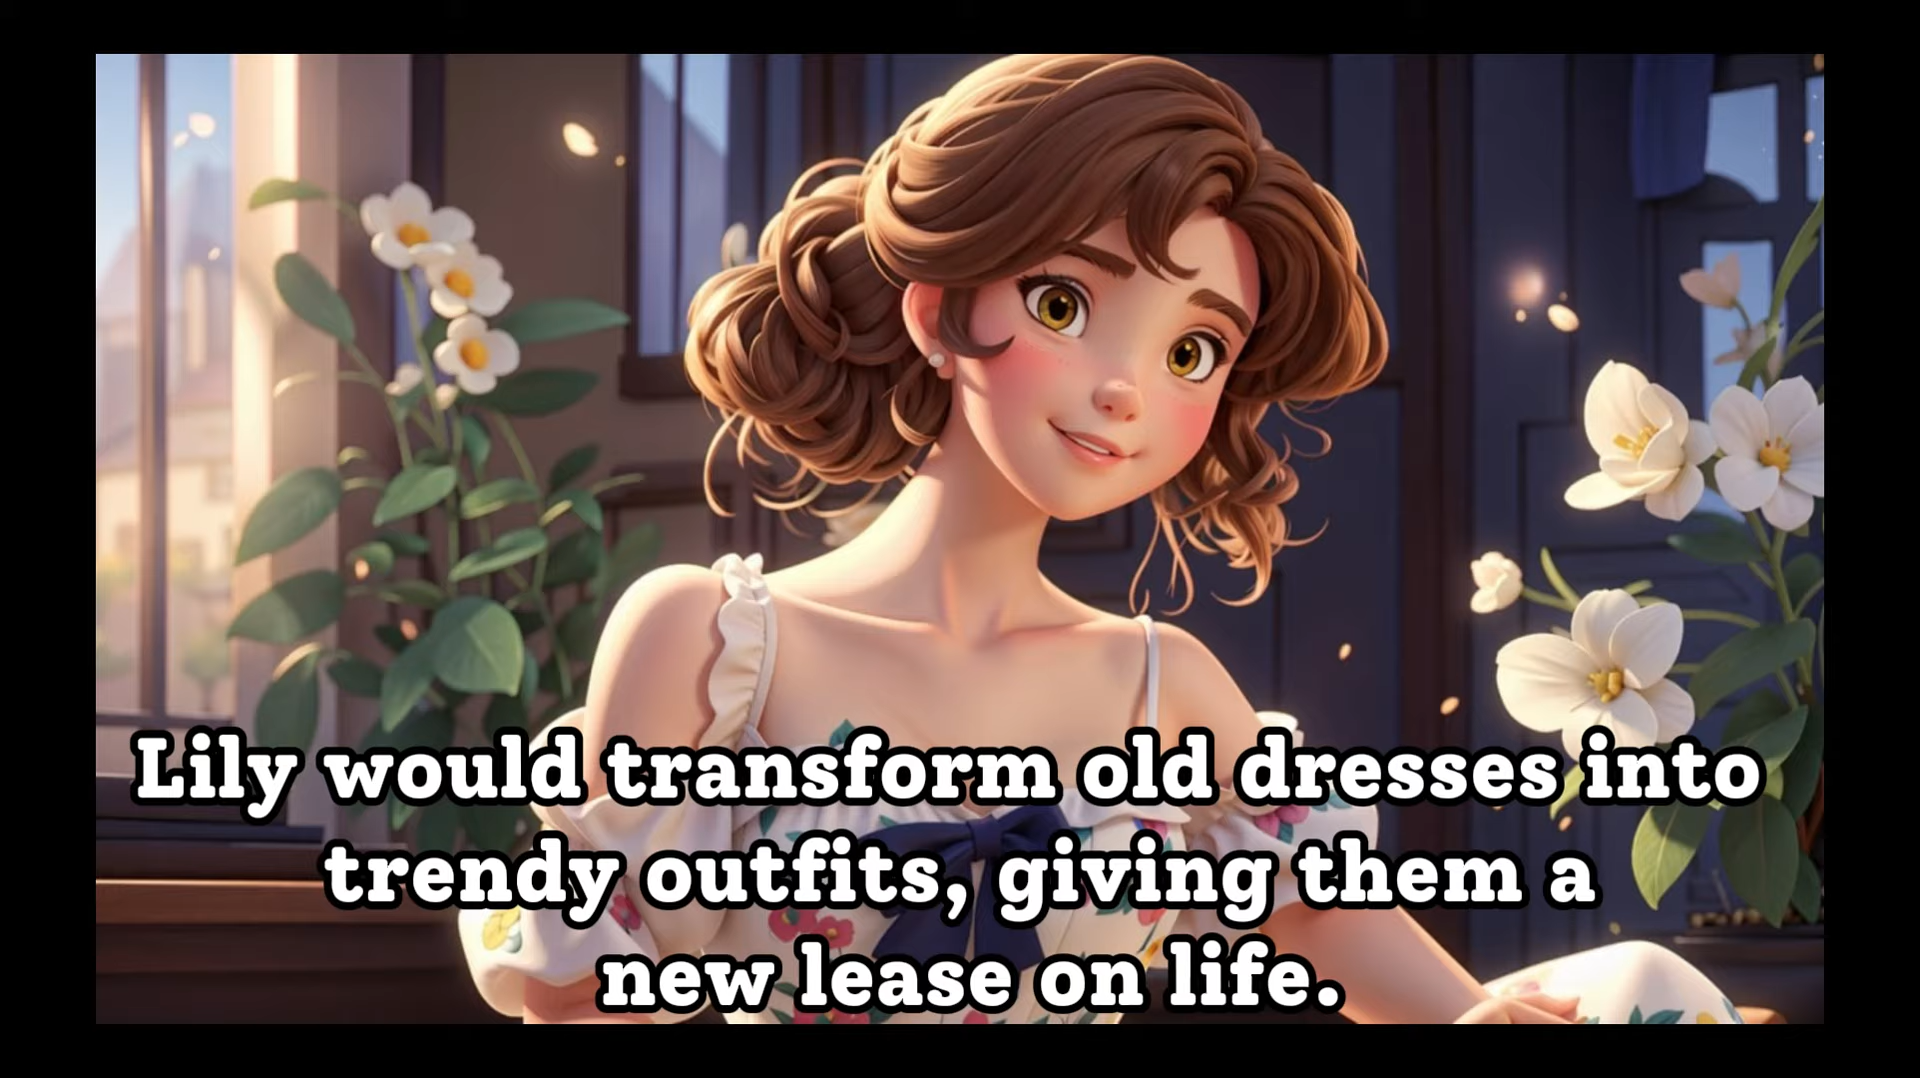 Lily would transform old dresses into
trendy outfits, giving them a
new lease on life.